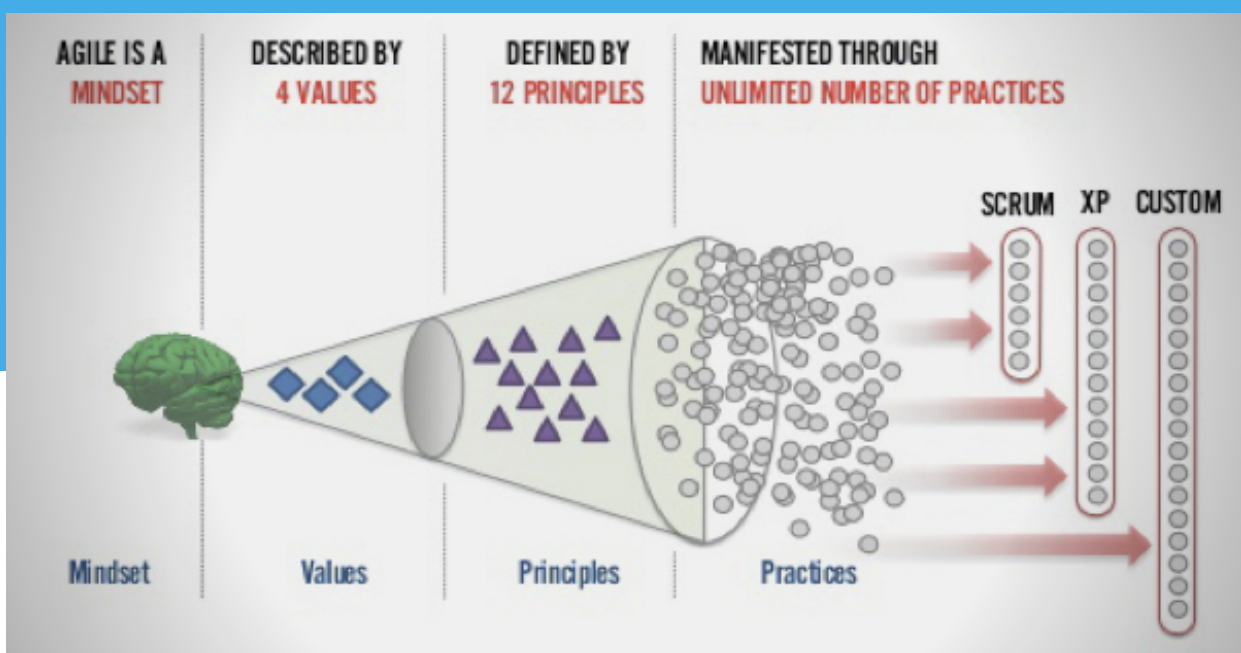 AGILE IS A
MINDSET
DESCRIBED BY
4 VALUES
DEFINED BY
12 PRINCIPLES
MANIFESTED THROUGH
UNLIMITED NUMBER OF PRACTICES
SCRUM
XP
CUSTOM
Mindset
Values
Principles
Practices